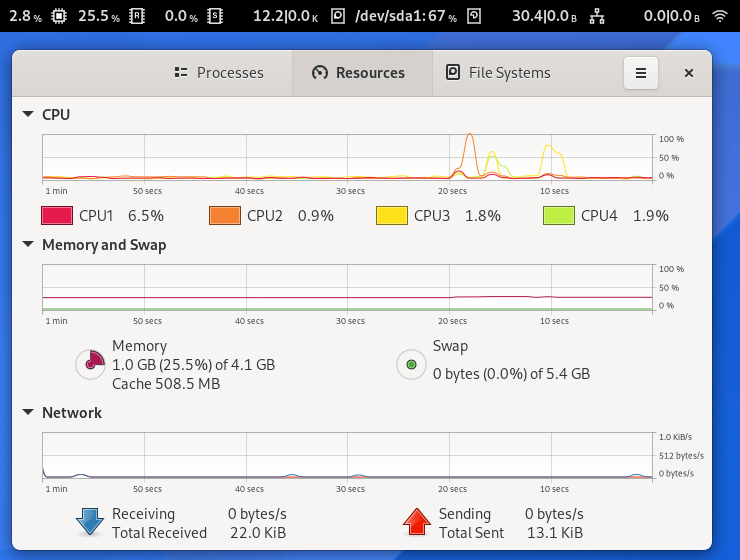 2.8 % 25.5 % R 0.0 % S 12.2|0.0 K /dev/sda1: 67 % 30.4|0.0 B 0.0|0.0 B
Processes Resources File Systems
CPU
100 %
50 %
0 %
1 min 50 secs 40 secs 30 secs 20 secs 10 secs
CPU1 6.5% CPU2 0.9% CPU3 1.8% CPU4 1.9%
Memory and Swap
100 %
50 %
0 %
1 min 50 secs 40 secs 30 secs 20 secs 10 secs
Memory
1.0 GB (25.5%) of 4.1 GB
Cache 508.5 MB
Swap
0 bytes (0.0%) of 5.4 GB
Network
1.0 KiB/s
512 bytes/s
0 bytes/s
1 min 50 secs 40 secs 30 secs 20 secs 10 secs
Receiving 0 bytes/s Sending 0 bytes/s
Total Received 22.0 KiB Total Sent 13.1 KiB